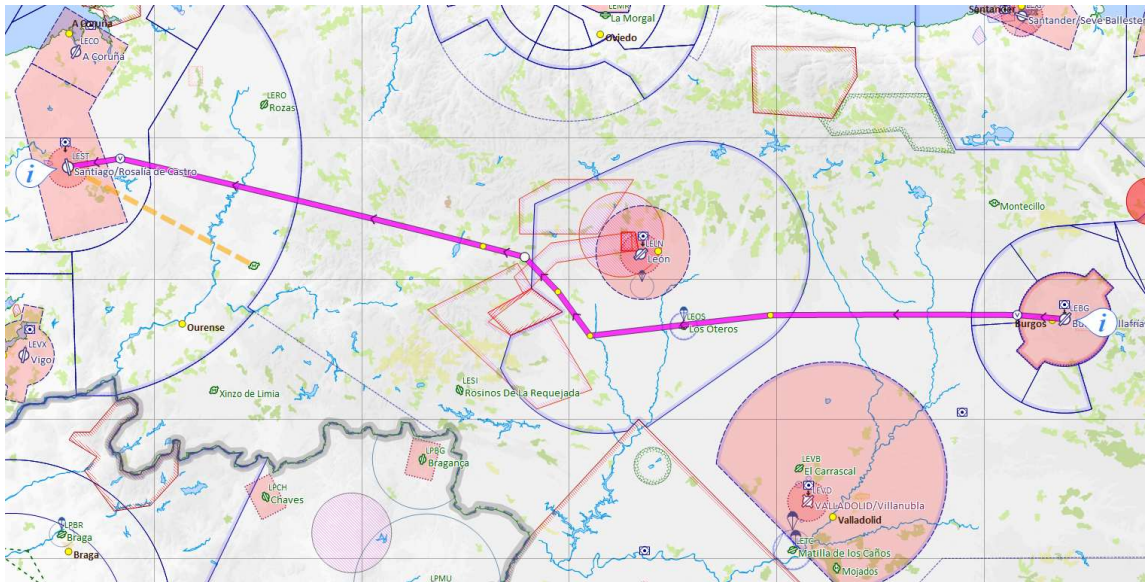 A Coruña
LECO
A Coruña
La Morgal
Oviedo
Santander
Santander/Seve Ballester
LERO
Rozas
LEST
Santiago/Rosalía de Castro
i
Montecillo
LELN
León
LEBG
Burgos
i
LEOS
Los Oteros
Ourense
LEVX
Vigo
Xinzo de Limia
LESI
Rosinos De La Requejada
LPBG
Bragança
LEVB
El Carrascal
LEVD
VALLADOLID/Villanubla
Valladolid
LPCH
Chaves
LPBR
Braga
Braga
LETC
Matilla de los Caños
Mojados
LPMU